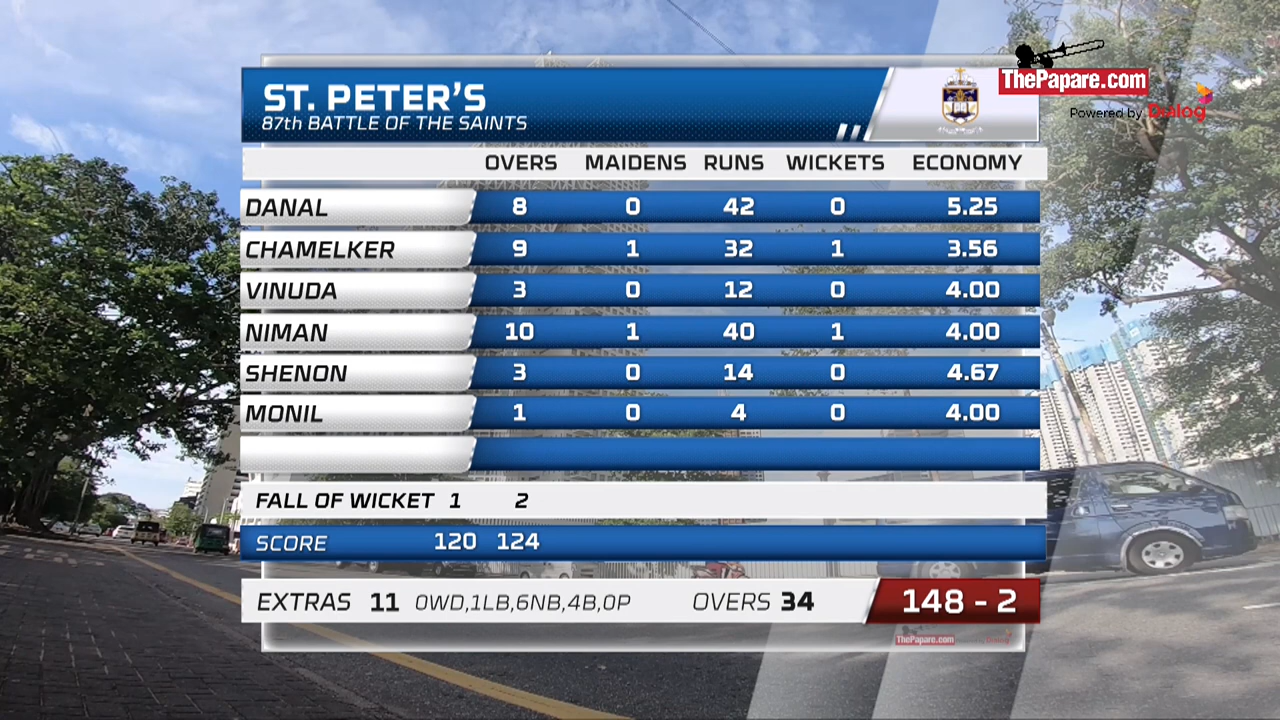 ThePapare.com
Powered by Dialog
ST. PETER'S
87th BATTLE OF THE SAINTS
OVERS MAIDENS RUNS WICKETS ECONOMY
DANAL 8 0 42 0 5.25
CHAMELKER 9 1 32 1 3.56
VINUDA 3 0 12 0 4.00
NIMAN 10 1 40 1 4.00
SHENON 3 0 14 0 4.67
MONIL 1 0 4 0 4.00
FALL OF WICKET 1 2
SCORE 120 124
EXTRAS 11 0WD,1LB,6NB,4B,0P OVERS 34 148 - 2
ThePapare.com